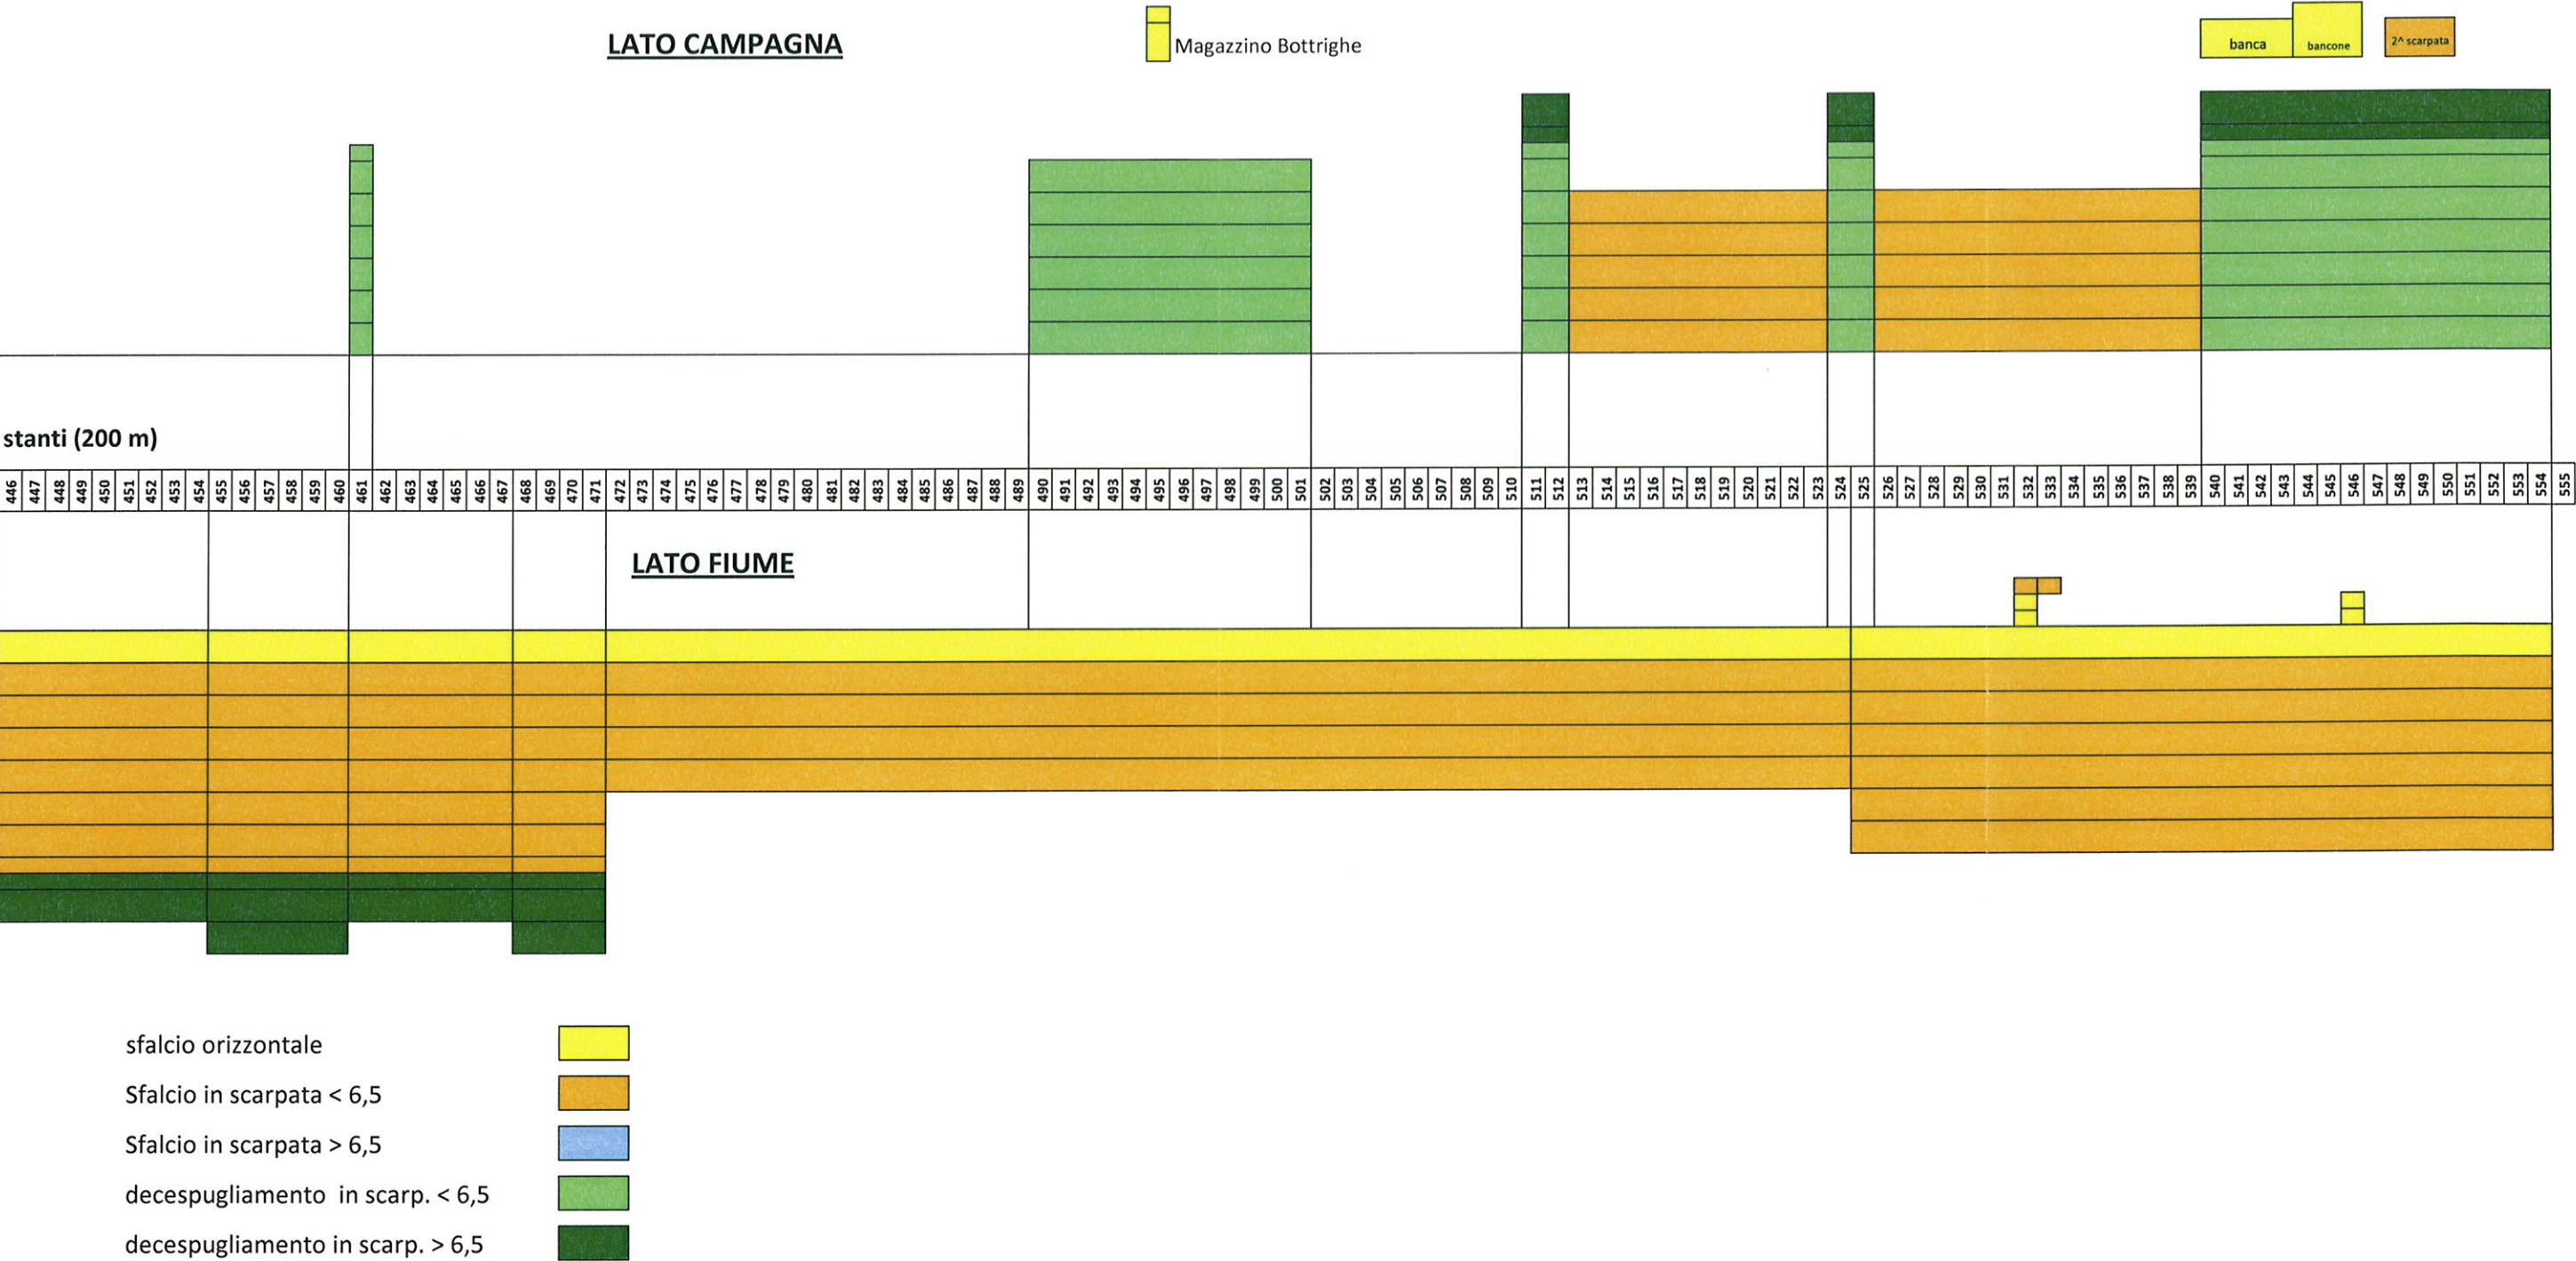 LATO CAMPAGNA
Magazzino Bottrighe
banca
bancone
2^ scarpata
stanti (200 m)
446 447 448 449 450 451 452 453 454 455 456 457 458 459 460 461 462 463 464 465 466 467 468 469 470 471 472 473 474 475 476 477 478 479 480 481 482 483 484 485 486 487 488 489 490 491 492 493 494 495 496 497 498 499 500 501 502 503 504 505 506 507 508 509 510 511 512 513 514 515 516 517 518 519 520 521 522 523 524 525 526 527 528 529 530 531 532 533 534 535 536 537 538 539 540 541 542 543 544 545 546 547 548 549 550 551 552 553 554 555
LATO FIUME
sfalcio orizzontale
Sfalcio in scarpata < 6,5
Sfalcio in scarpata > 6,5
decespugliamento in scarp. < 6,5
decespugliamento in scarp. > 6,5